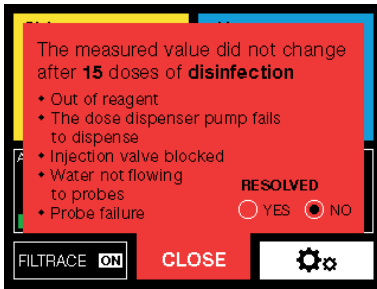 The measured value did not change
after 15 doses of disinfection
• Out of reagent
• The dose dispenser pump fails
to dispense
• Injection valve blocked
• Water not flowing
to probes
• Probe failure
RESOLVED
YES NO
FILTRACE ON
CLOSE